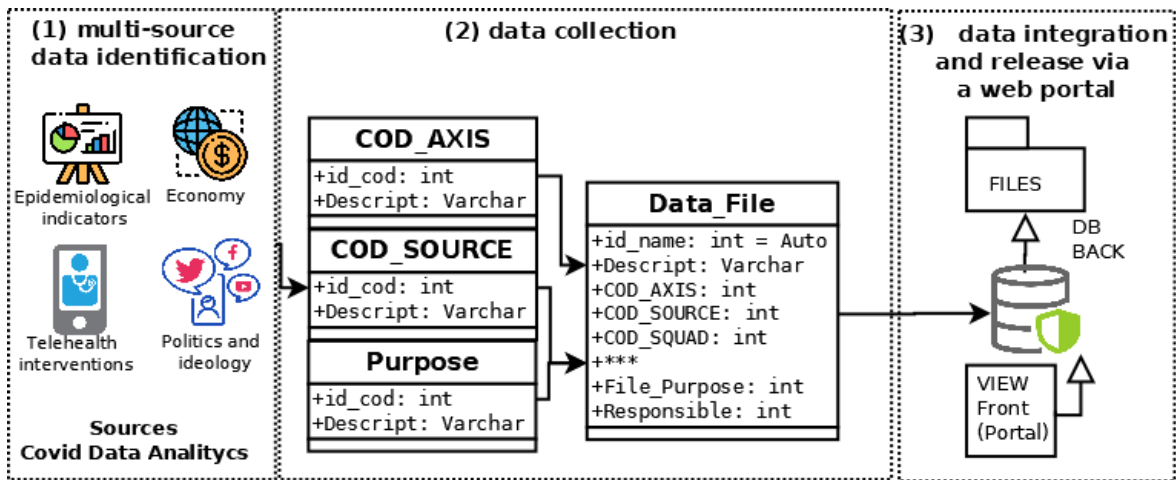 (1) multi-source
data identification
Epidemiological
indicators
Economy
Telehealth
interventions
Politics and
ideology
Sources
Covid Data Analitycs
(2) data collection
COD_AXIS
+id_cod: int
+Descript: Varchar
COD_SOURCE
+id_cod: int
+Descript: Varchar
Purpose
+id_cod: int
+Descript: Varchar
Data_File
+id_name: int = Auto
+Descript: Varchar
+COD_AXIS: int
+COD_SOURCE: int
+COD_SQUAD: int
+***
+File_Purpose: int
+Responsible: int
(3) data integration
and release via
a web portal
FILES
DB
BACK
VIEW
Front
(Portal)